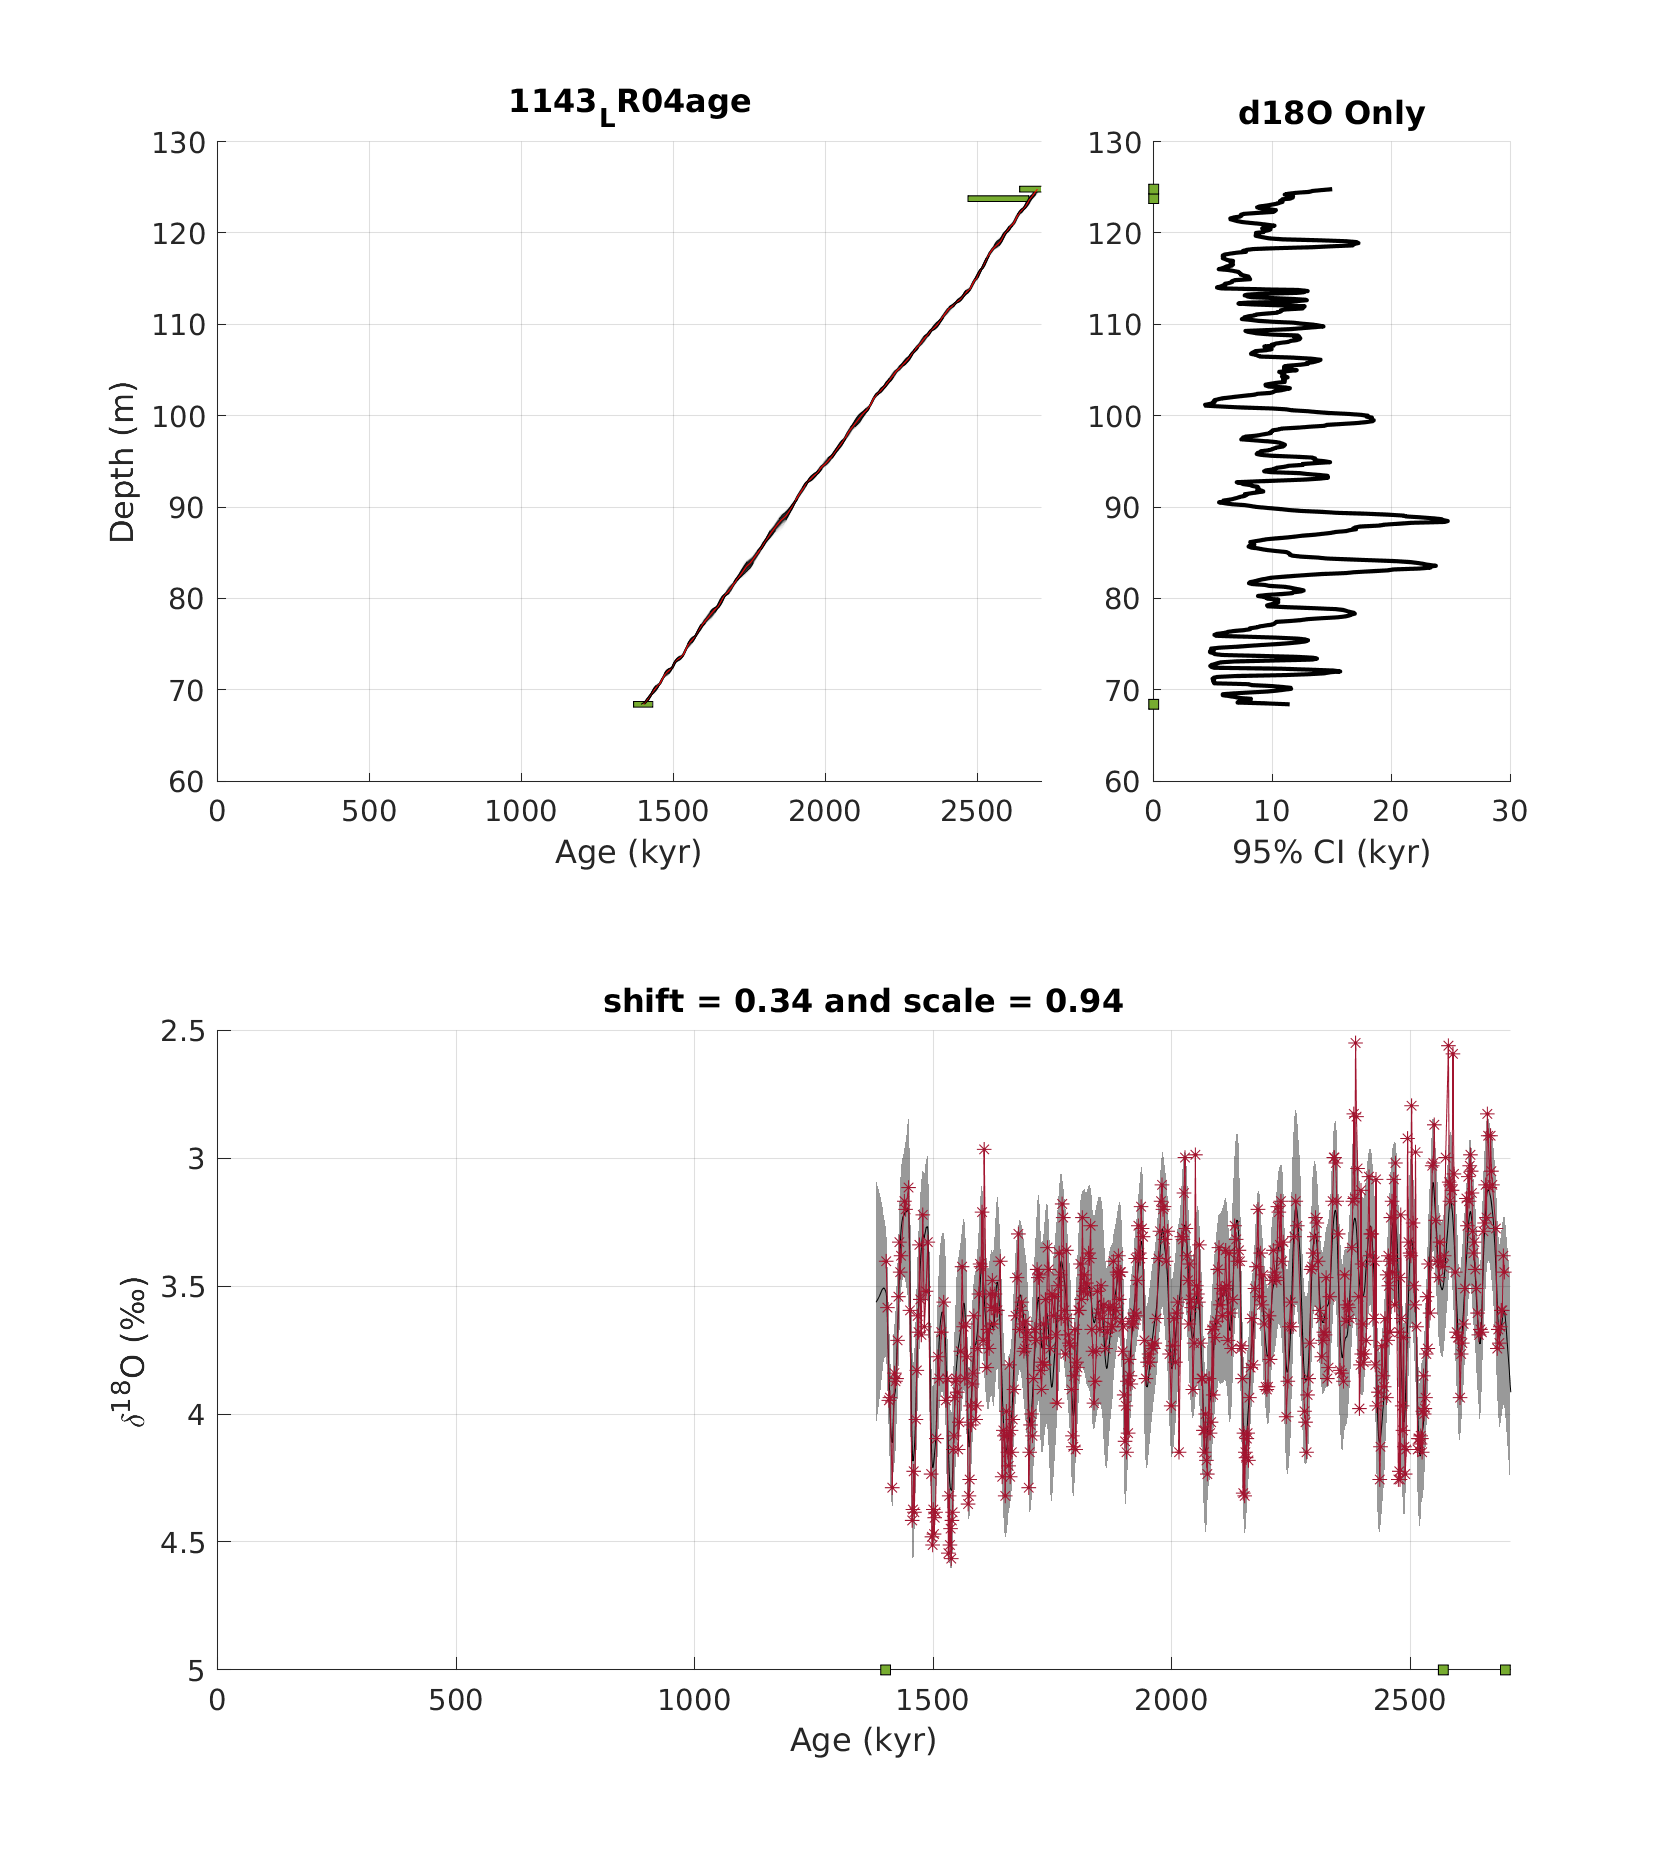 1143LR04age
130
120
110
100
90
80
70
60
0 500 1000 1500 2000 2500
Age (kyr)
Depth (m)
d18O Only
130
120
110
100
90
80
70
60
0 10 20 30
95% CI (kyr)
shift = 0.34 and scale = 0.94
2.5
3
3.5
4
4.5
5
0 500 1000 1500 2000 2500
Age (kyr)
δ18O (‰)